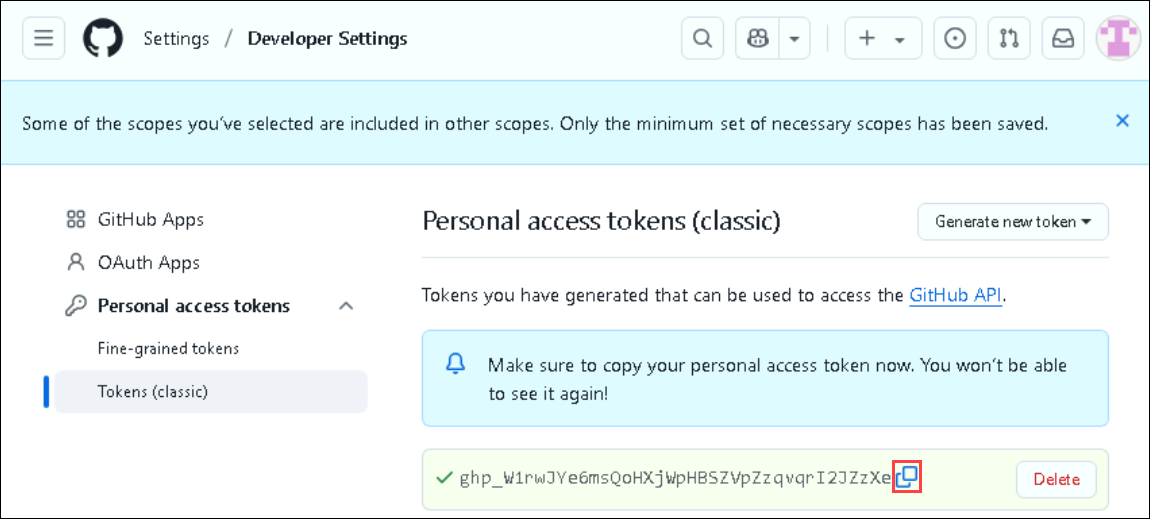 Settings / Developer Settings
Some of the scopes you've selected are included in other scopes. Only the minimum set of necessary scopes has been saved.
GitHub Apps
OAuth Apps
Personal access tokens
Fine-grained tokens
Tokens (classic)
Personal access tokens (classic)
Generate new token
Tokens you have generated that can be used to access the GitHub API.
Make sure to copy your personal access token now. You won't be able
to see it again!
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
Delete